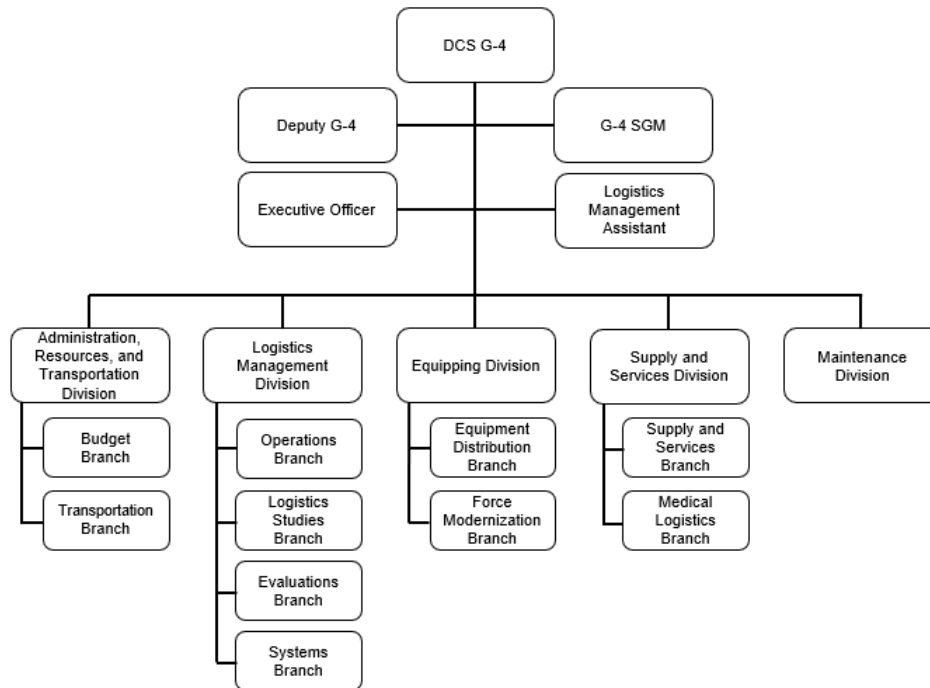 DCS G-4
Deputy G-4
G-4 SGM
Executive Officer
Logistics
Management
Assistant
Administration,
Resources, and
Transportation
Division
Logistics
Management
Division
Equipping Division
Supply and
Services Division
Maintenance
Division
Budget
Branch
Transportation
Branch
Operations
Branch
Logistics
Studies
Branch
Evaluations
Branch
Systems
Branch
Equipment
Distribution
Branch
Force
Modernization
Branch
Supply and
Services
Branch
Medical
Logistics
Branch